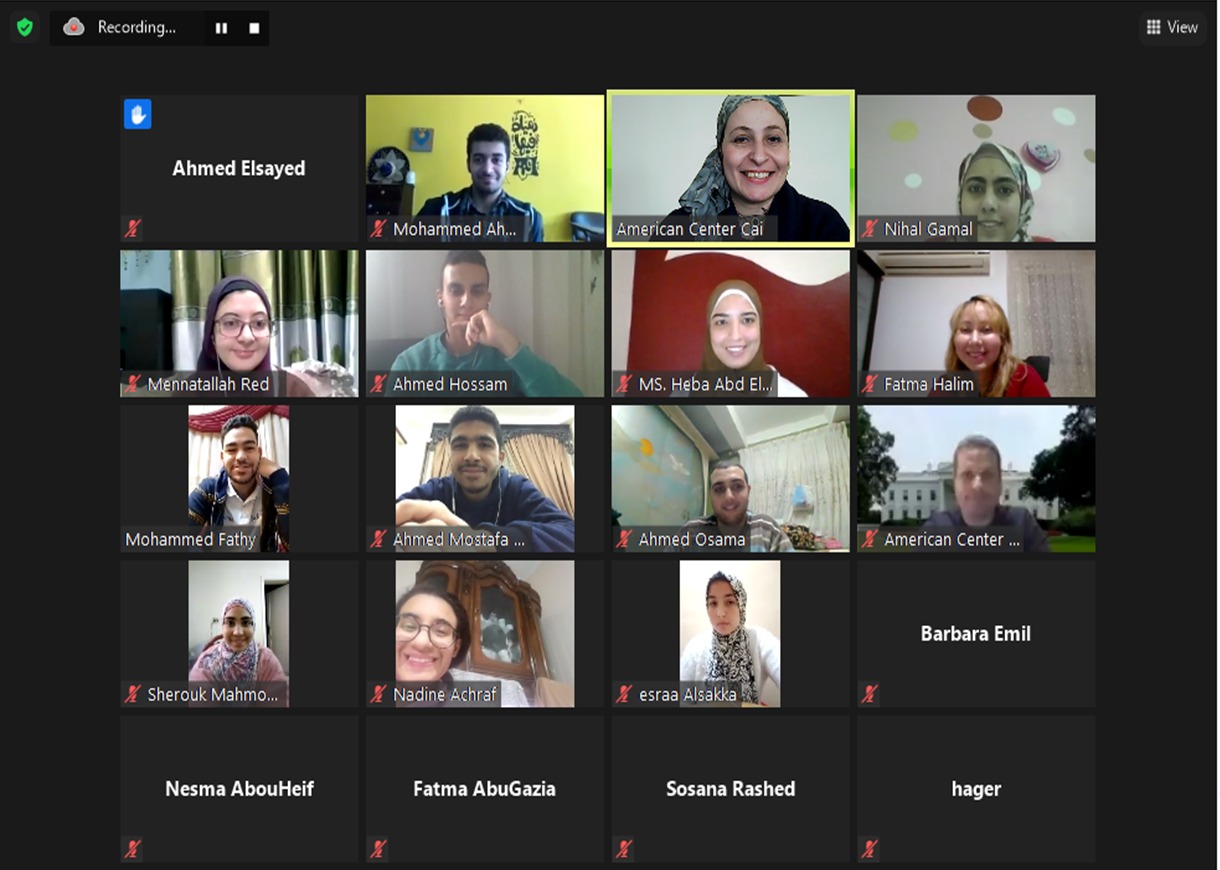 Recording...
View
Ahmed Elsayed
Mohammed Ah...
American Center Cai
Nihal Gamal
Mennatallah Red
Ahmed Hossam
MS. Heba Abd El...
Fatma Halim
Mohammed Fathy
Ahmed Mostafa ...
Ahmed Osama
American Center ...
Sherouk Mahmo...
Nadine Achraf
esraa Alsakka
Barbara Emil
Nesma AbouHeif
Fatma AbuGazia
Sosana Rashed
hager